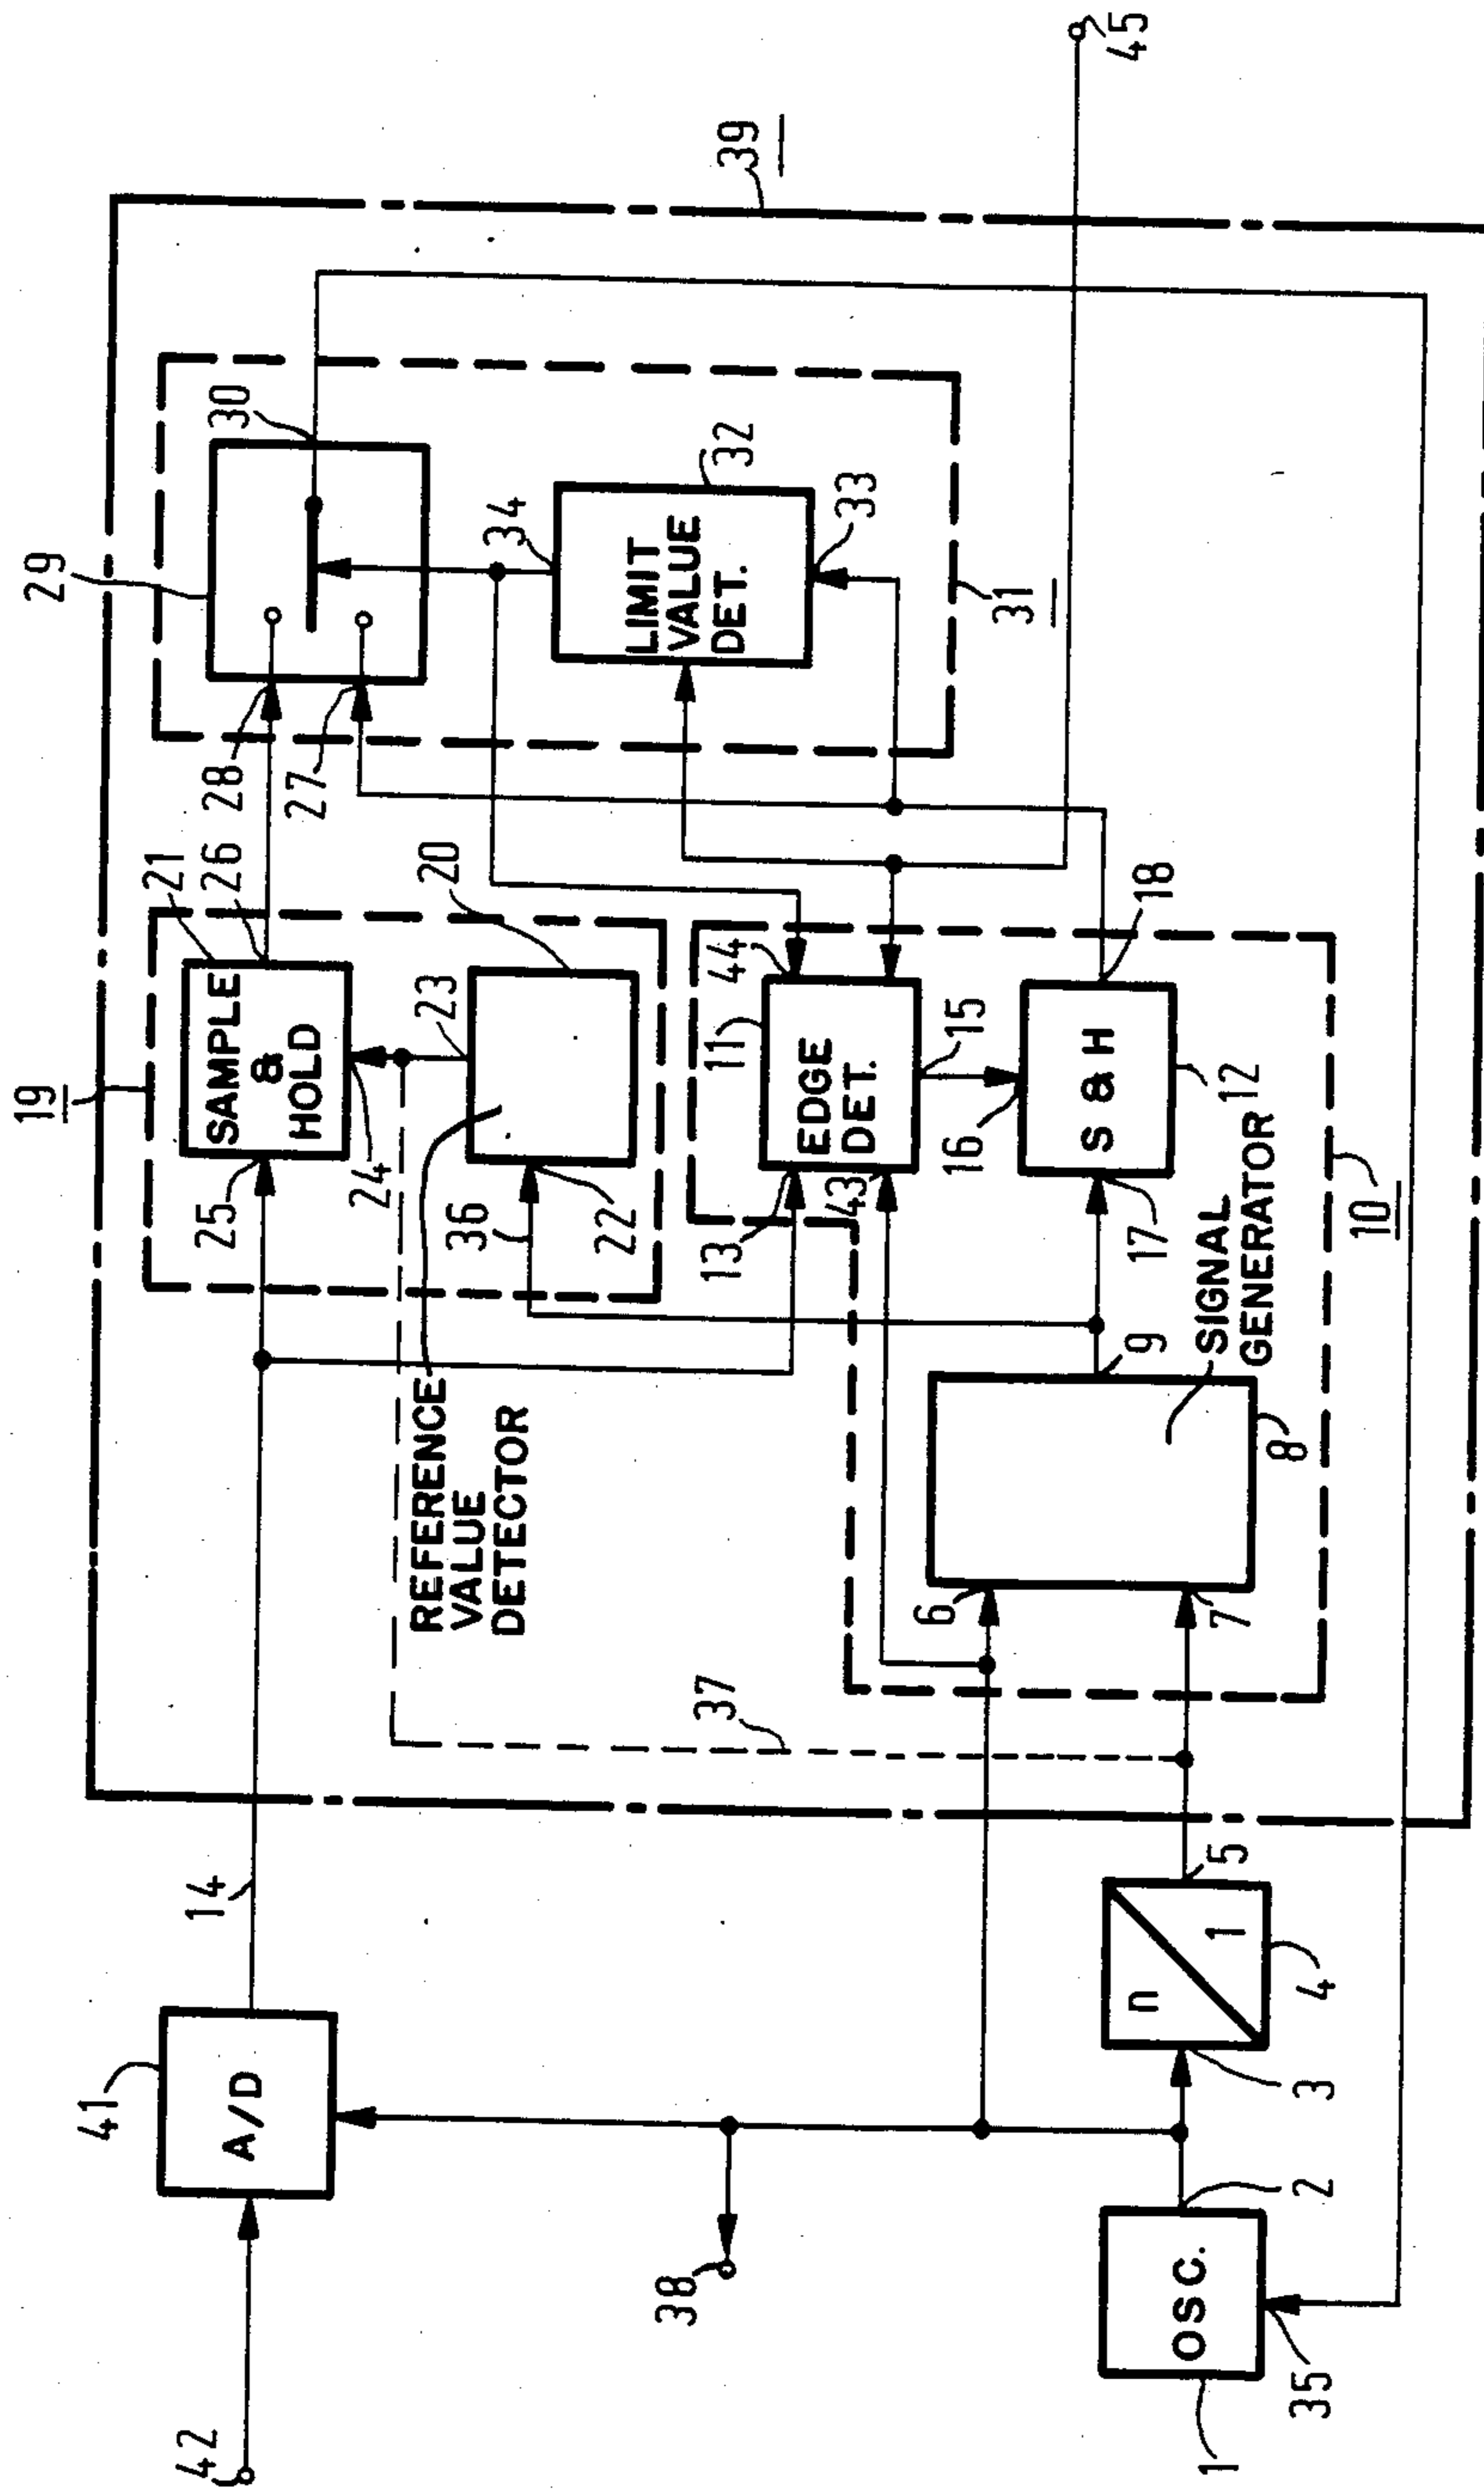 42
41
A/D
14
38
1
OSC.
35
2
3
n
1
4
5
37
39
19
25
SAMPLE
&
HOLD
21
26
24
23
20
36
22
REFERENCE
VALUE
DETECTOR
28
27
29
30
34
LIMIT
VALUE
DET.
32
33
31
13
43
11
44
EDGE
DET.
15
16
17
S & H
18
12
6
7
8
9
SIGNAL
GENERATOR
10
45